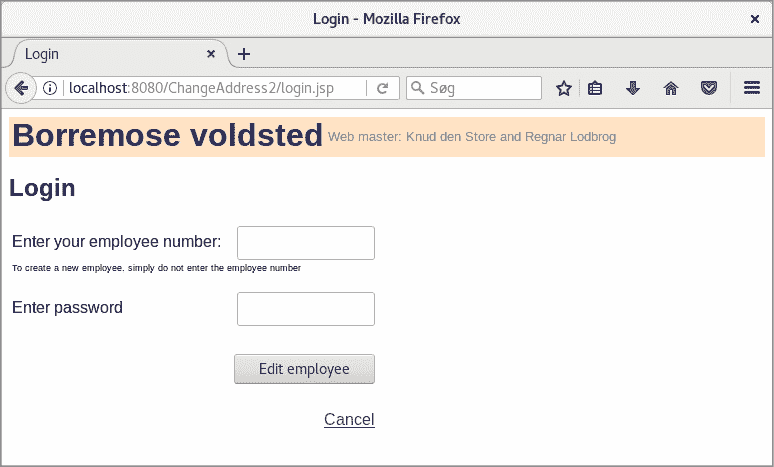 Login - Mozilla Firefox
Login
localhost:8080/ChangeAddress2/login.jsp
Søg
Borremose voldsted Web master: Knud den Store and Regnar Lodbrog
Login
Enter your employee number:
To create a new employee. simply do not enter the employee number
Enter password
Edit employee
Cancel